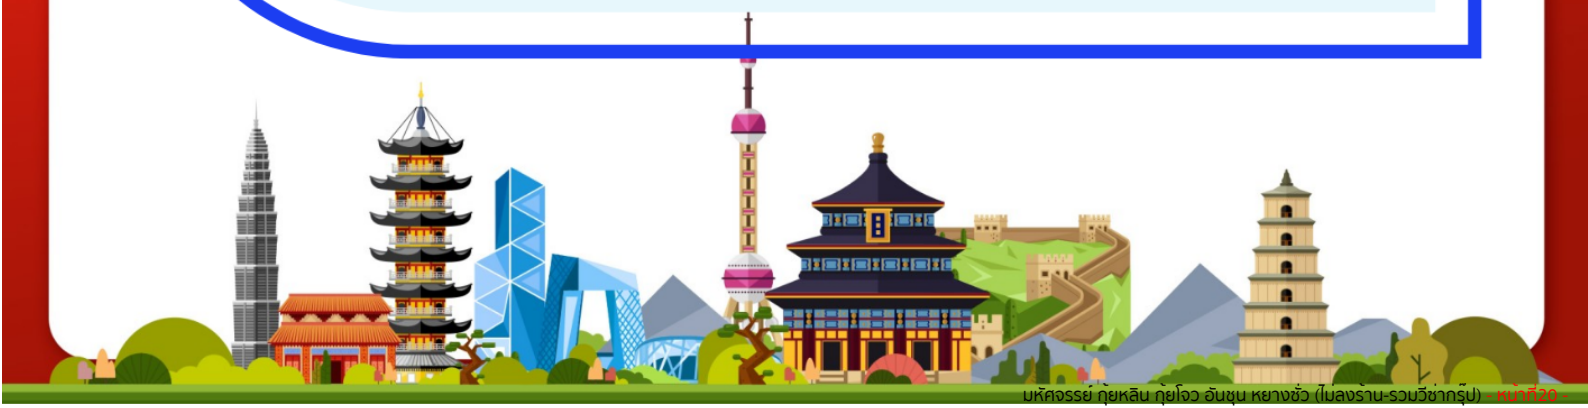 มหัศจรรย์ กุ้ยหลิน กุ้ยโจว อันชุน หยางซั่ว (ไม่ลงร้าน-รวมวีซ่ากรุ๊ป) - หน้าที่20 -